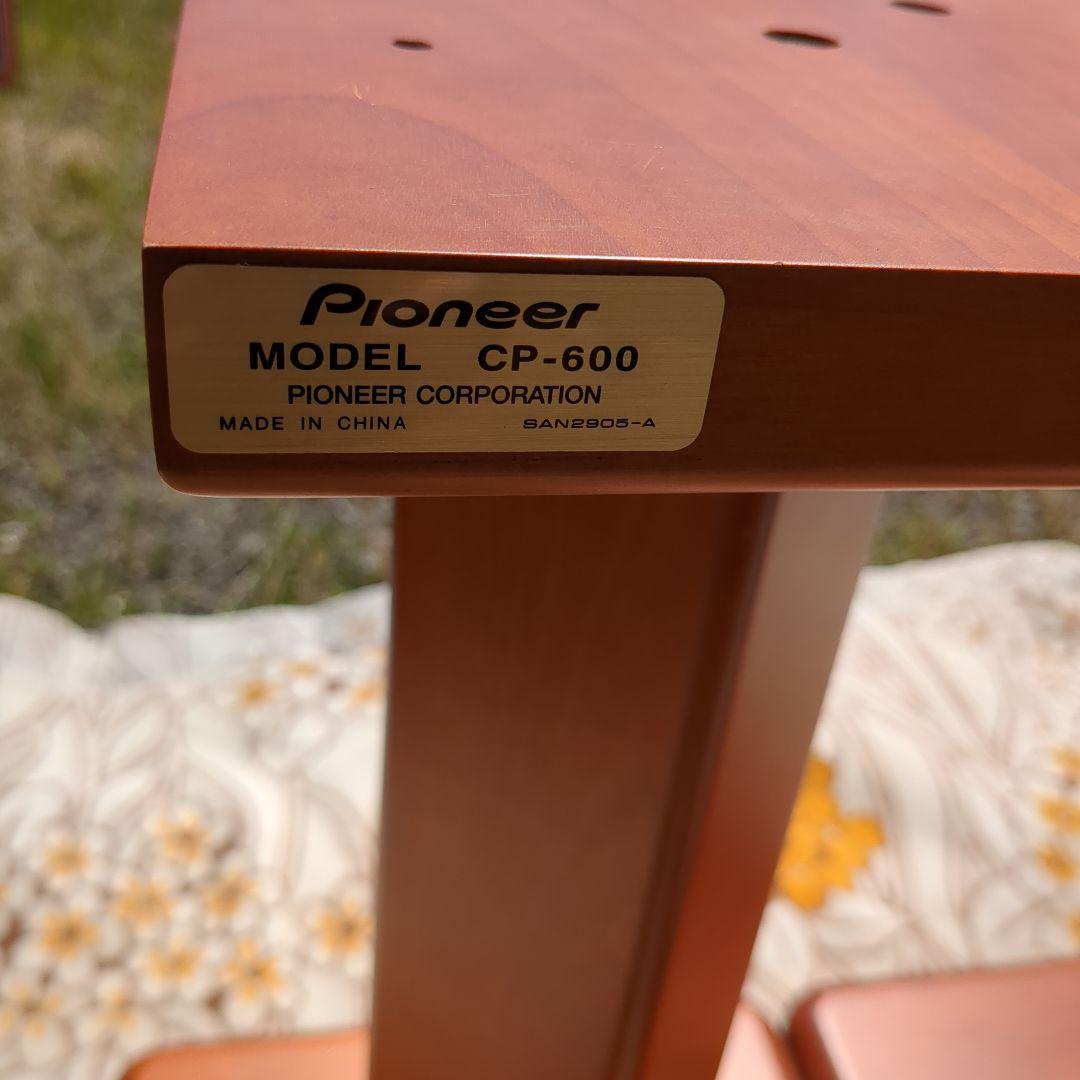 Pioneer
MODEL CP-600
PIONEER CORPORATION
MADE IN CHINA SAN2905-A